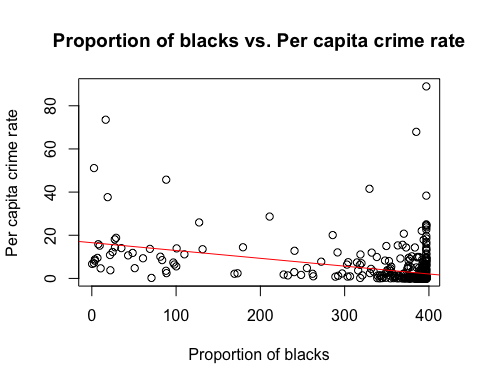 Proportion of blacks vs. Per capita crime rate
Per capita crime rate
80
60
40
20
0
0 100 200 300 400
Proportion of blacks